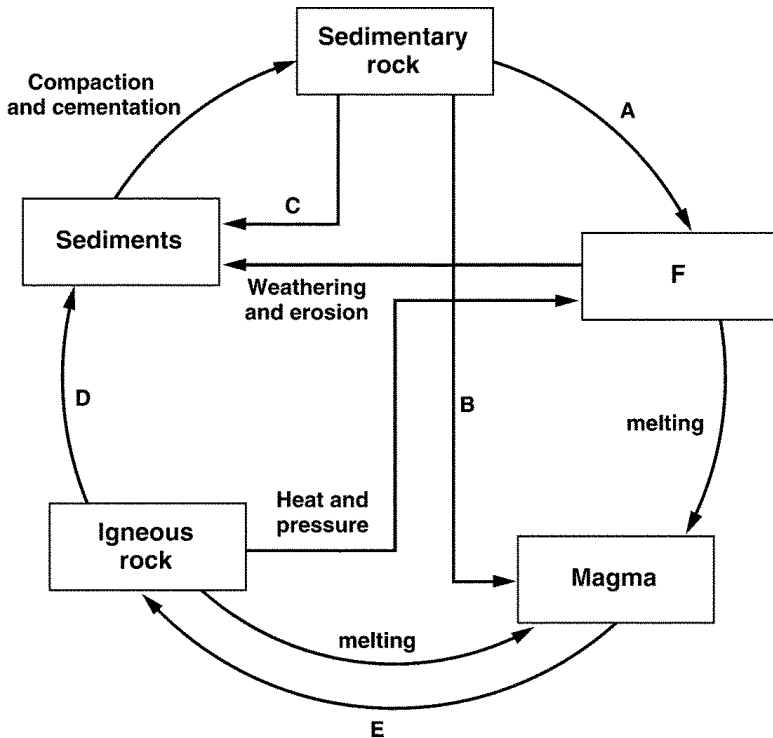 Sedimentary
rock
Compaction
and cementation
A
C
Sediments
F
Weathering
and erosion
D
B
melting
Heat and
pressure
Igneous
rock
Magma
melting
E